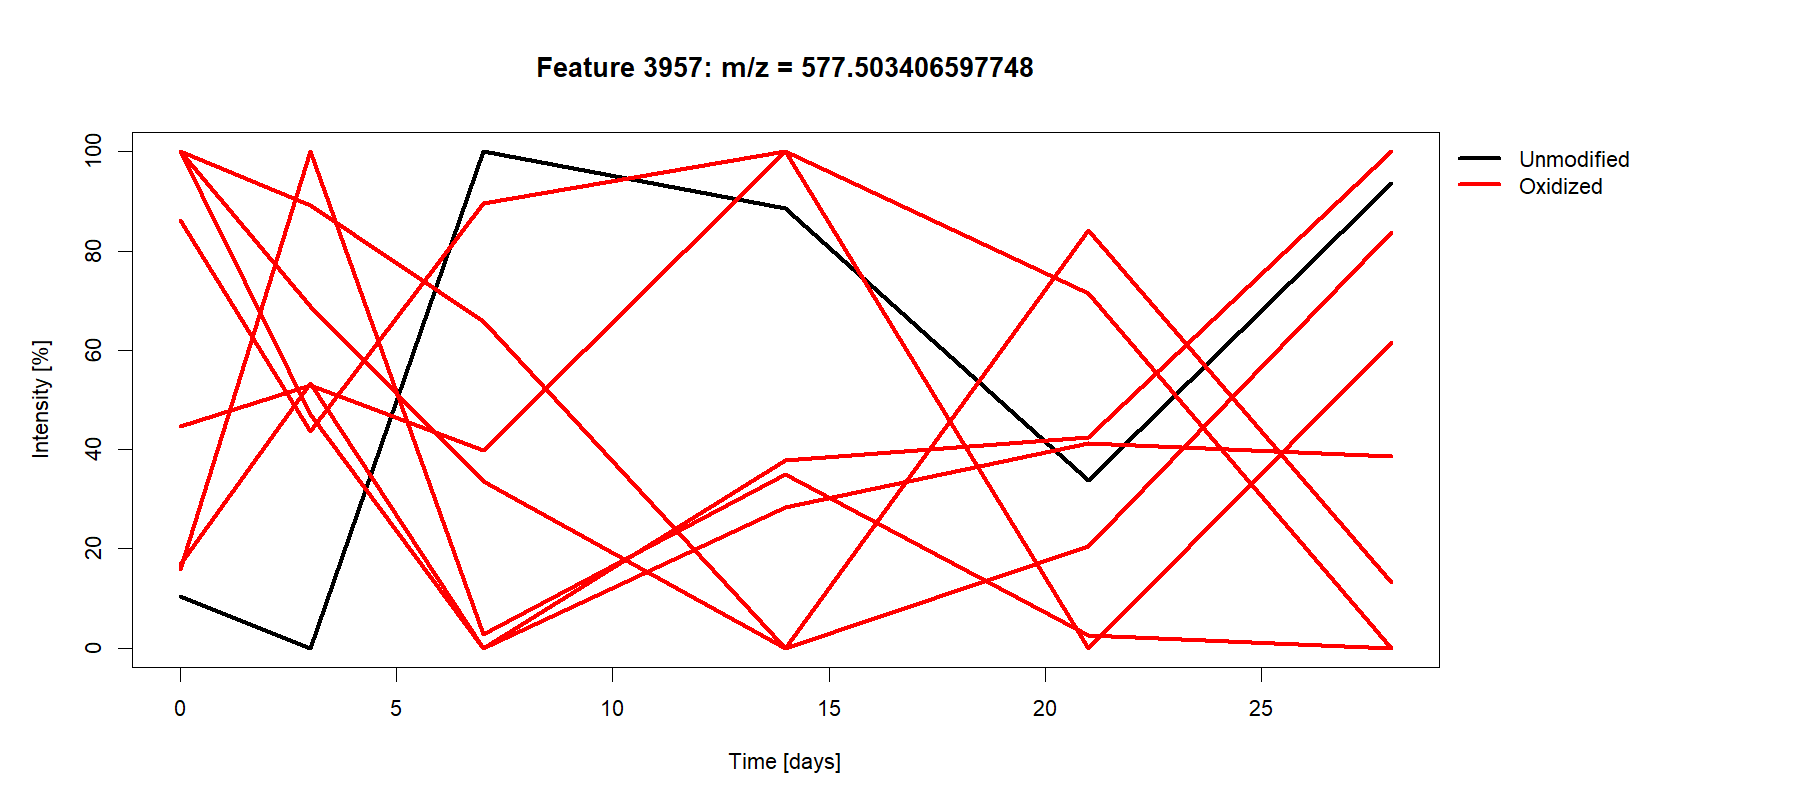 Feature 3957: m/z = 577.503406597748
Unmodified
Oxidized
Intensity [%]
100
80
60
40
20
0
0 5 10 15 20 25
Time [days]